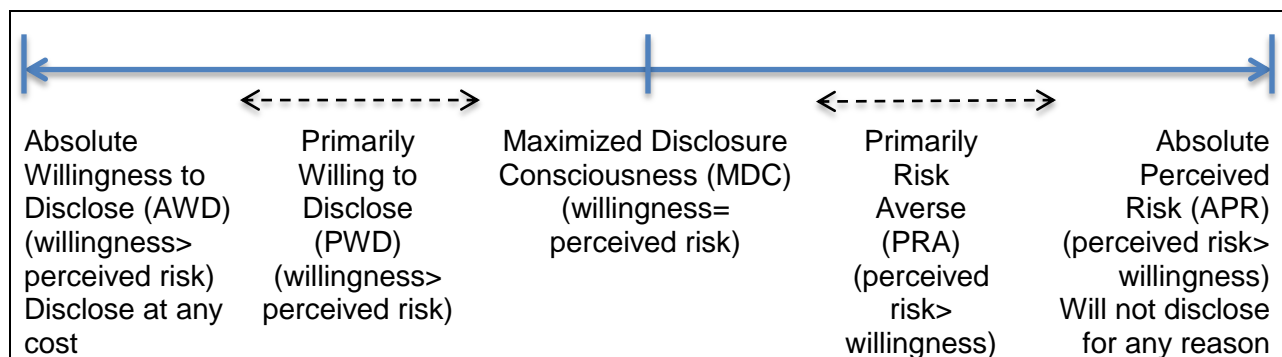 Absolute
Willingness to
Disclose (AWD)
(willingness>
perceived risk)
Disclose at any
cost
Primarily
Willing to
Disclose
(PWD)
(willingness>
perceived risk)
Maximized Disclosure
Consciousness (MDC)
(willingness=
perceived risk)
Primarily
Risk
Averse
(PRA)
(perceived
risk>
willingness)
Absolute
Perceived
Risk (APR)
(perceived risk>
willingness)
Will not disclose
for any reason